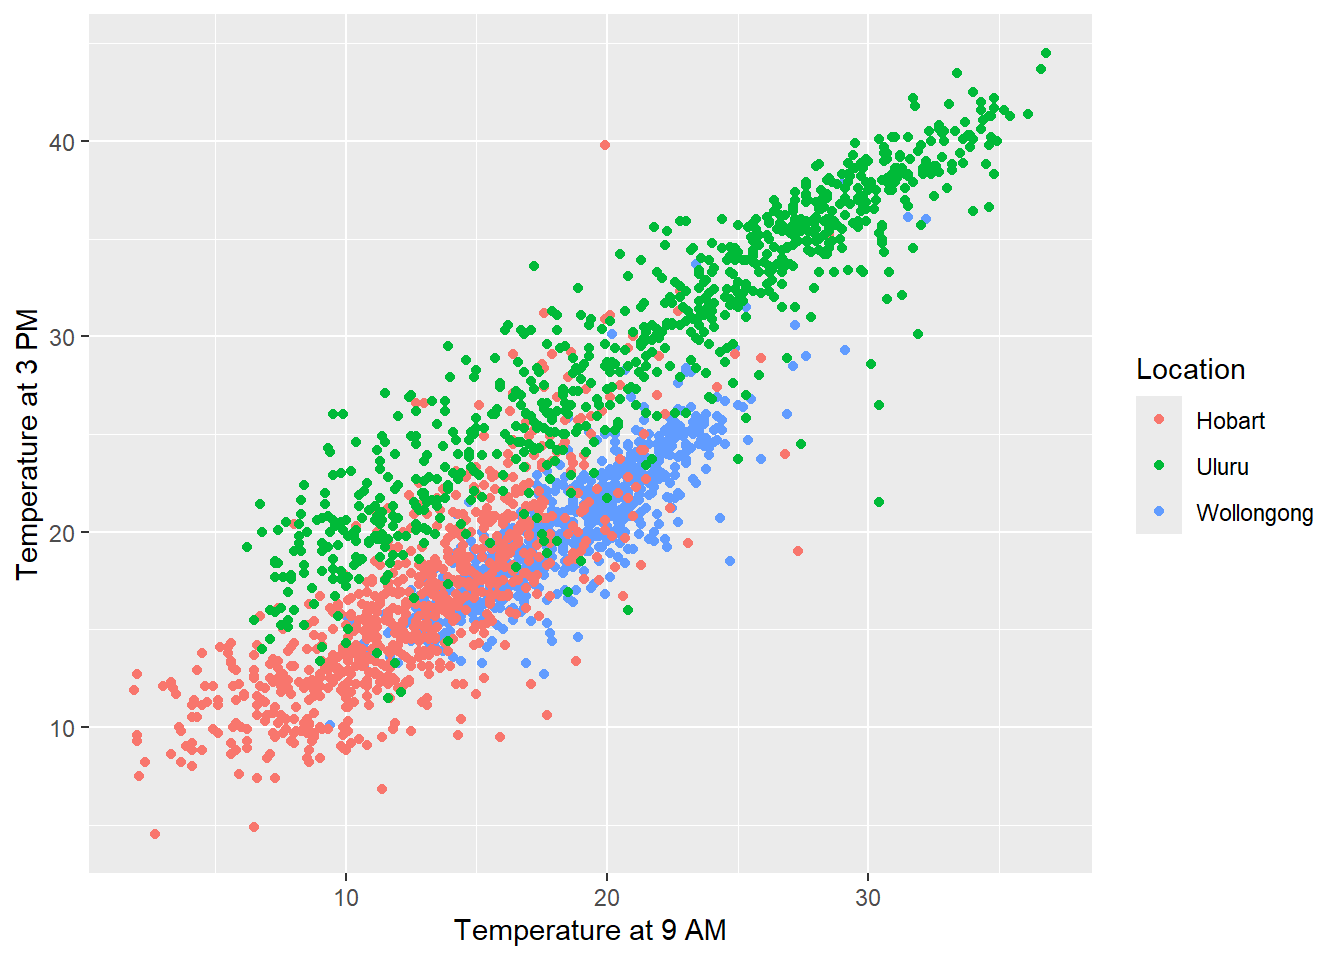 Temperature at 3 PM
40
30
20
10
10 20 30
Temperature at 9 AM
Location
Hobart
Uluru
Wollongong